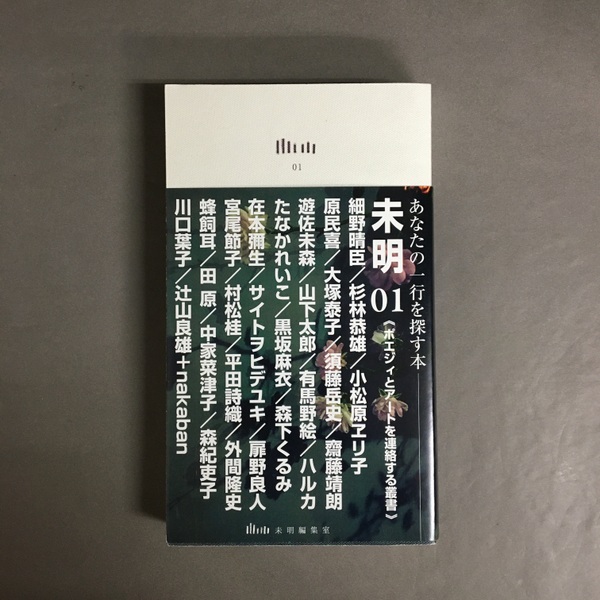 01
あなたの一行を探す本――
未明 01《ポエジィとアートを連絡する叢書》
細野晴臣／杉林恭雄／小松原ヱリ子
原民喜／大塚泰子／須藤岳史／齋藤靖朗
遊佐未森／山下太郎／有馬野絵／ハルカ
たなかれいこ／黒坂麻衣／森下くるみ
在本彌生／サイトヲヒデユキ／扉野良人
宮尾節子／村松桂／平田詩織／外間隆史
蜂飼耳／田原／中家菜津子／森紀吏子
川口葉子／辻山良雄+nakaban
未明編集室